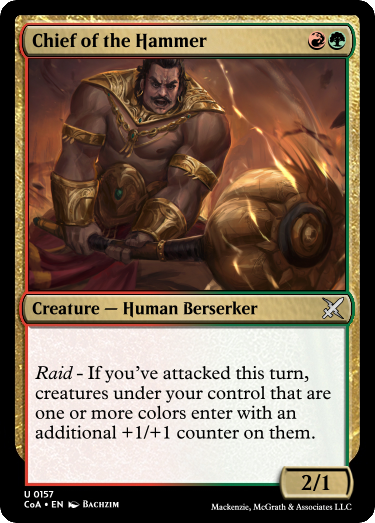 Chief of the Hammer
Creature — Human Berserker
Raid - If you've attacked this turn,
creatures under your control that are
one or more colors enter with an
additional +1/+1 counter on them.
2/1
U 0157
CoA • EN Bachzim
Mackenzie, McGrath & Associates LLC